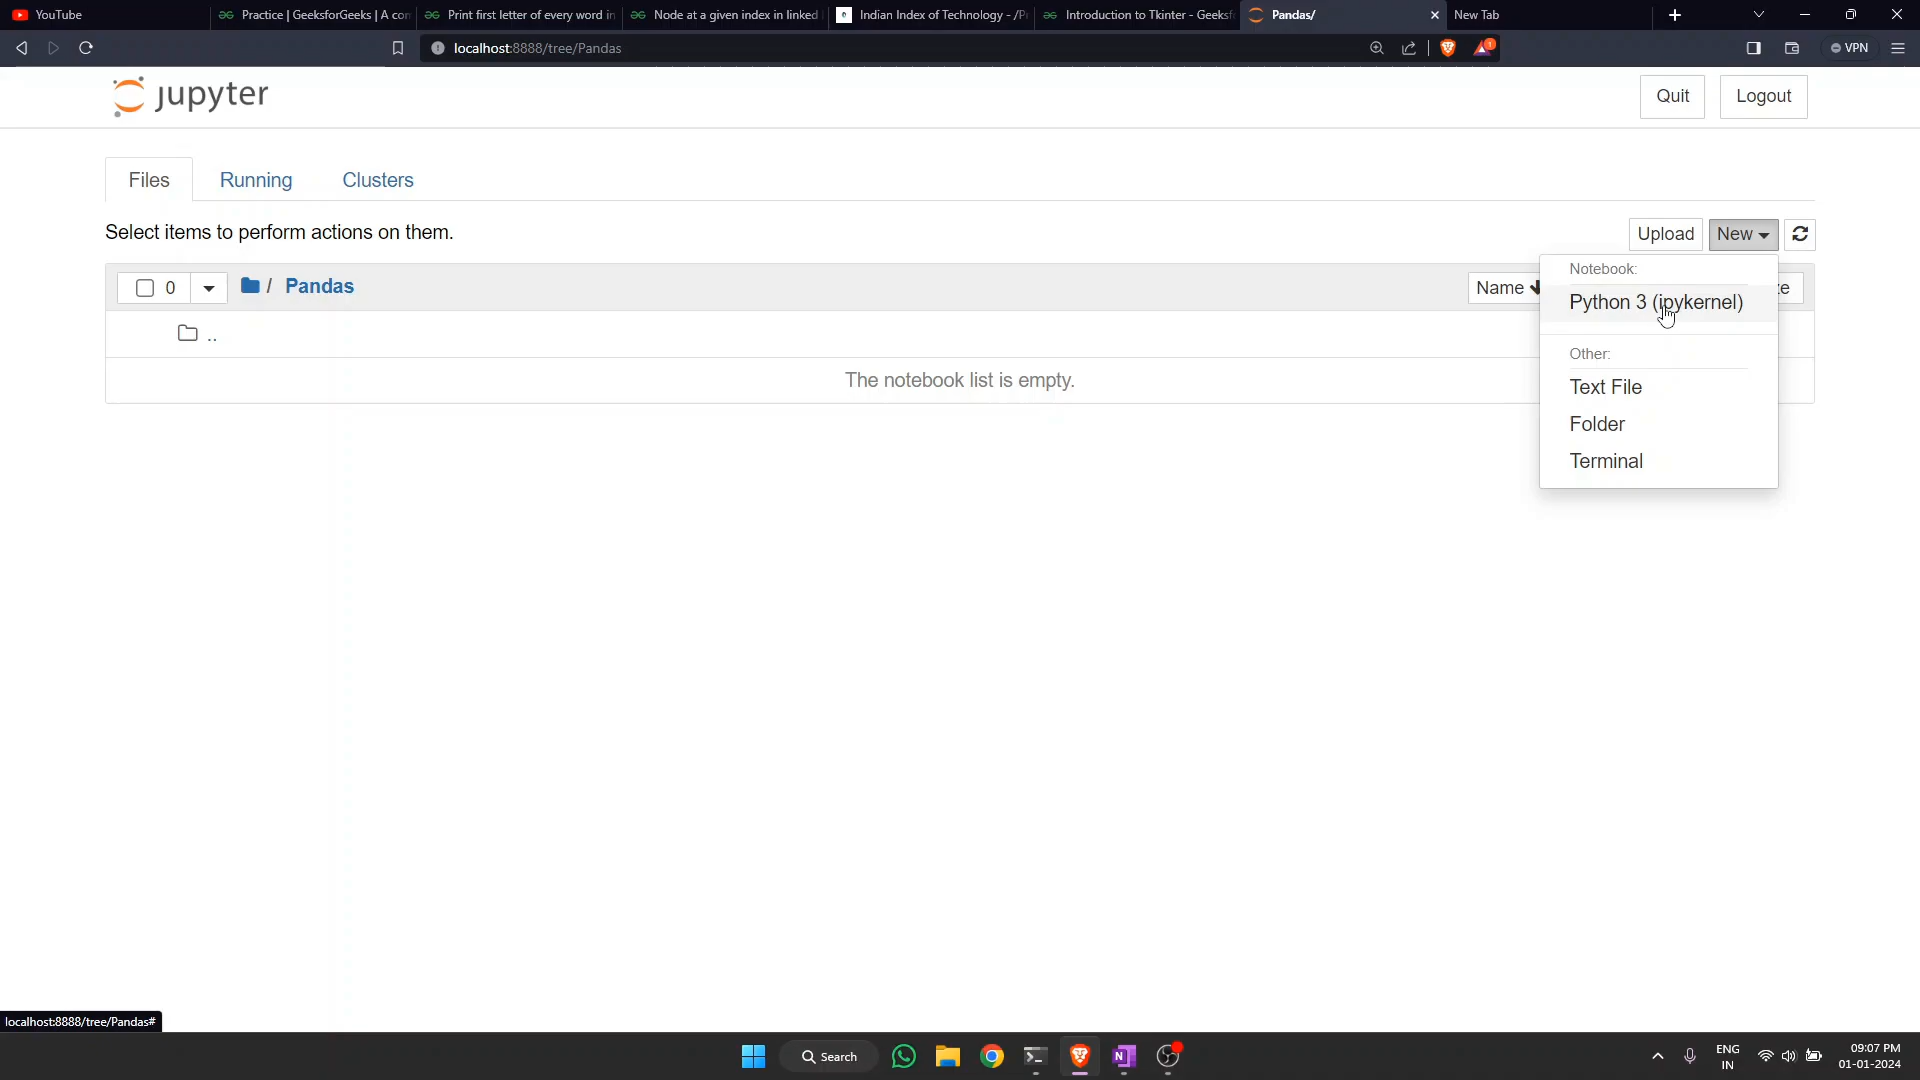 YouTube
Practice | GeeksforGeeks | A con
Print first letter of every word in
Node at a given index in linked
Indian Index of Technology - /P
Introduction to Tkinter - Geeksf
Pandas/
New Tab
localhost:8888/tree/Pandas
1
VPN
jupyter
Quit
Logout
Files
Running
Clusters
Select items to perform actions on them.
Upload
New
0
/
Pandas
Name
ze
Notebook:
Python 3 (ipykernel)
..
Other:
The notebook list is empty.
Text File
Folder
Terminal
localhost:8888/tree/Pandas#
Search
N
ENG
IN
09:07 PM
01-01-2024